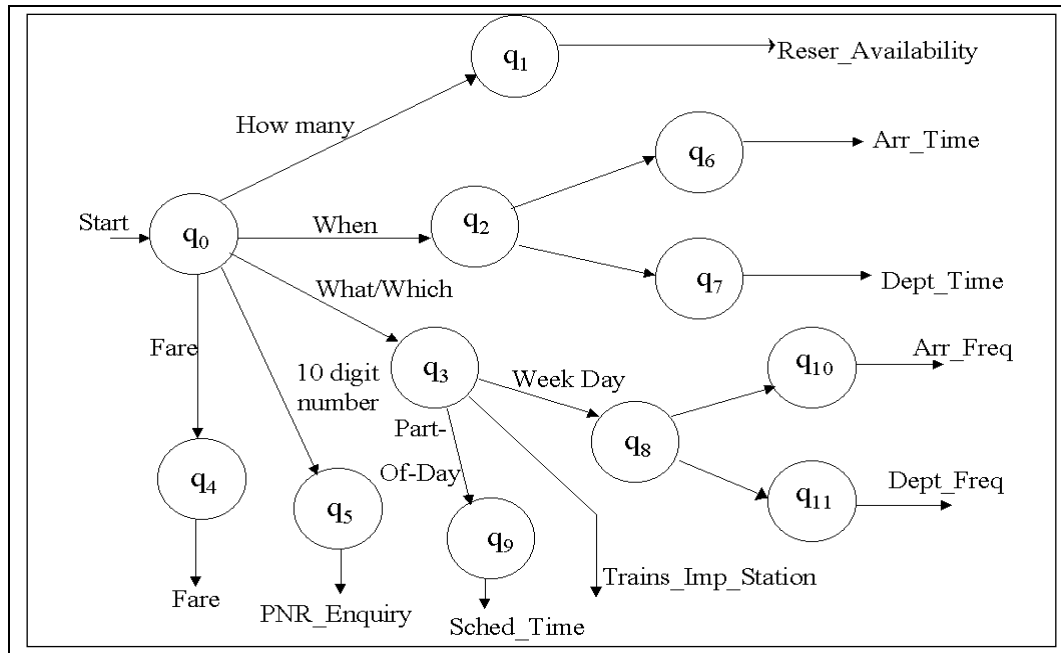 q1
Reser_Availability
How many
q6
Arr_Time
Start
q0
When
q2
q7
Dept_Time
What/Which
Fare
10 digit
number
q3
Week Day
q10
Arr_Freq
Part-
Of-Day
q8
q4
q5
q9
q11
Dept_Freq
Fare
PNR_Enquiry
Sched_Time
Trains_Imp_Station